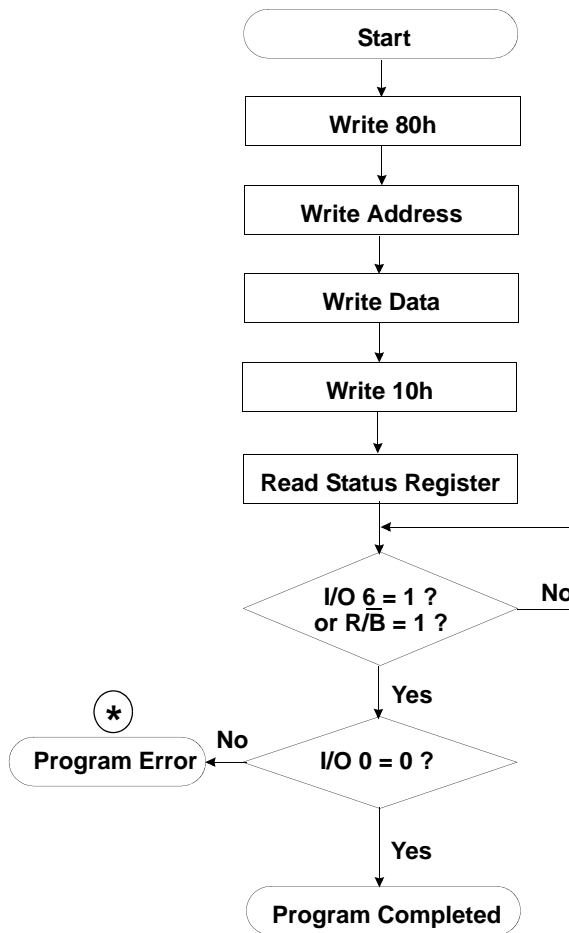 Start
Write 80h
Write Address
Write Data
Write 10h
Read Status Register
I/O 6 = 1 ?
or R/B̅ = 1 ?
No
Yes
*
No
Program Error
I/O 0 = 0 ?
Yes
Program Completed